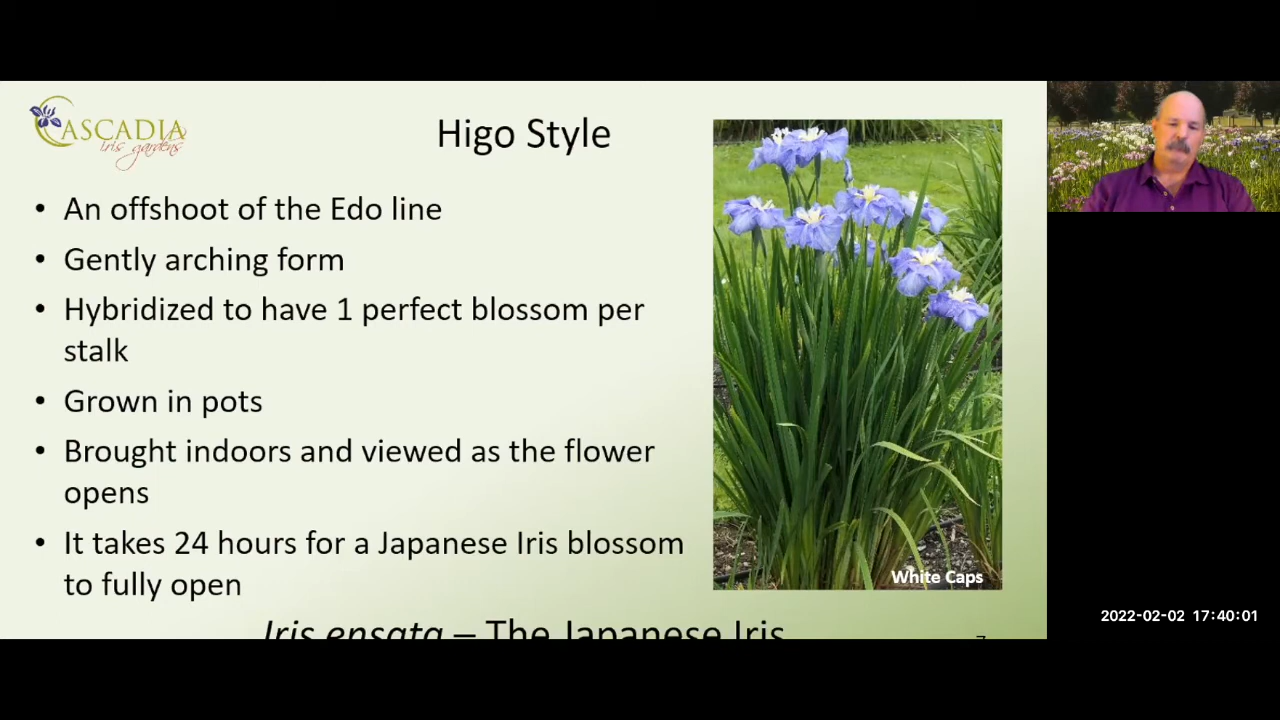 CASCADIA
iris gardens
Higo Style
• An offshoot of the Edo line
• Gently arching form
• Hybridized to have 1 perfect blossom per
stalk
• Grown in pots
• Brought indoors and viewed as the flower
opens
• It takes 24 hours for a Japanese Iris blossom
to fully open
White Caps
Iris ensata – The Japanese Iris
7
2022-02-02 17:40:01